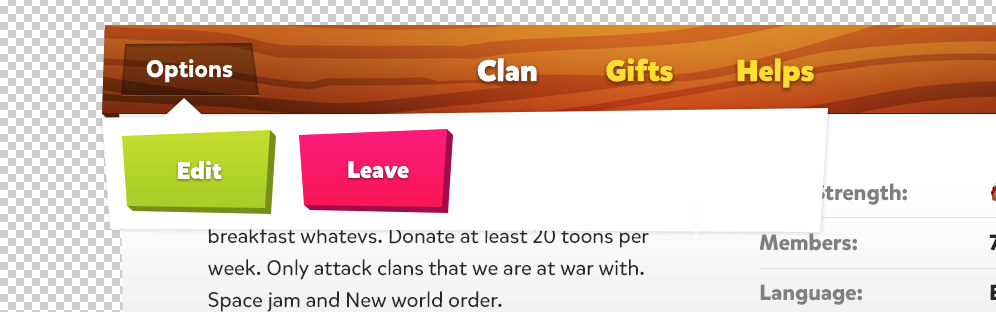 Options Clan Gifts Helps
Edit Leave
Strength:
breakfast whatevs. Donate at least 20 toons per
Members: 7
week. Only attack clans that we are at war with.
Language:
Space jam and New world order.